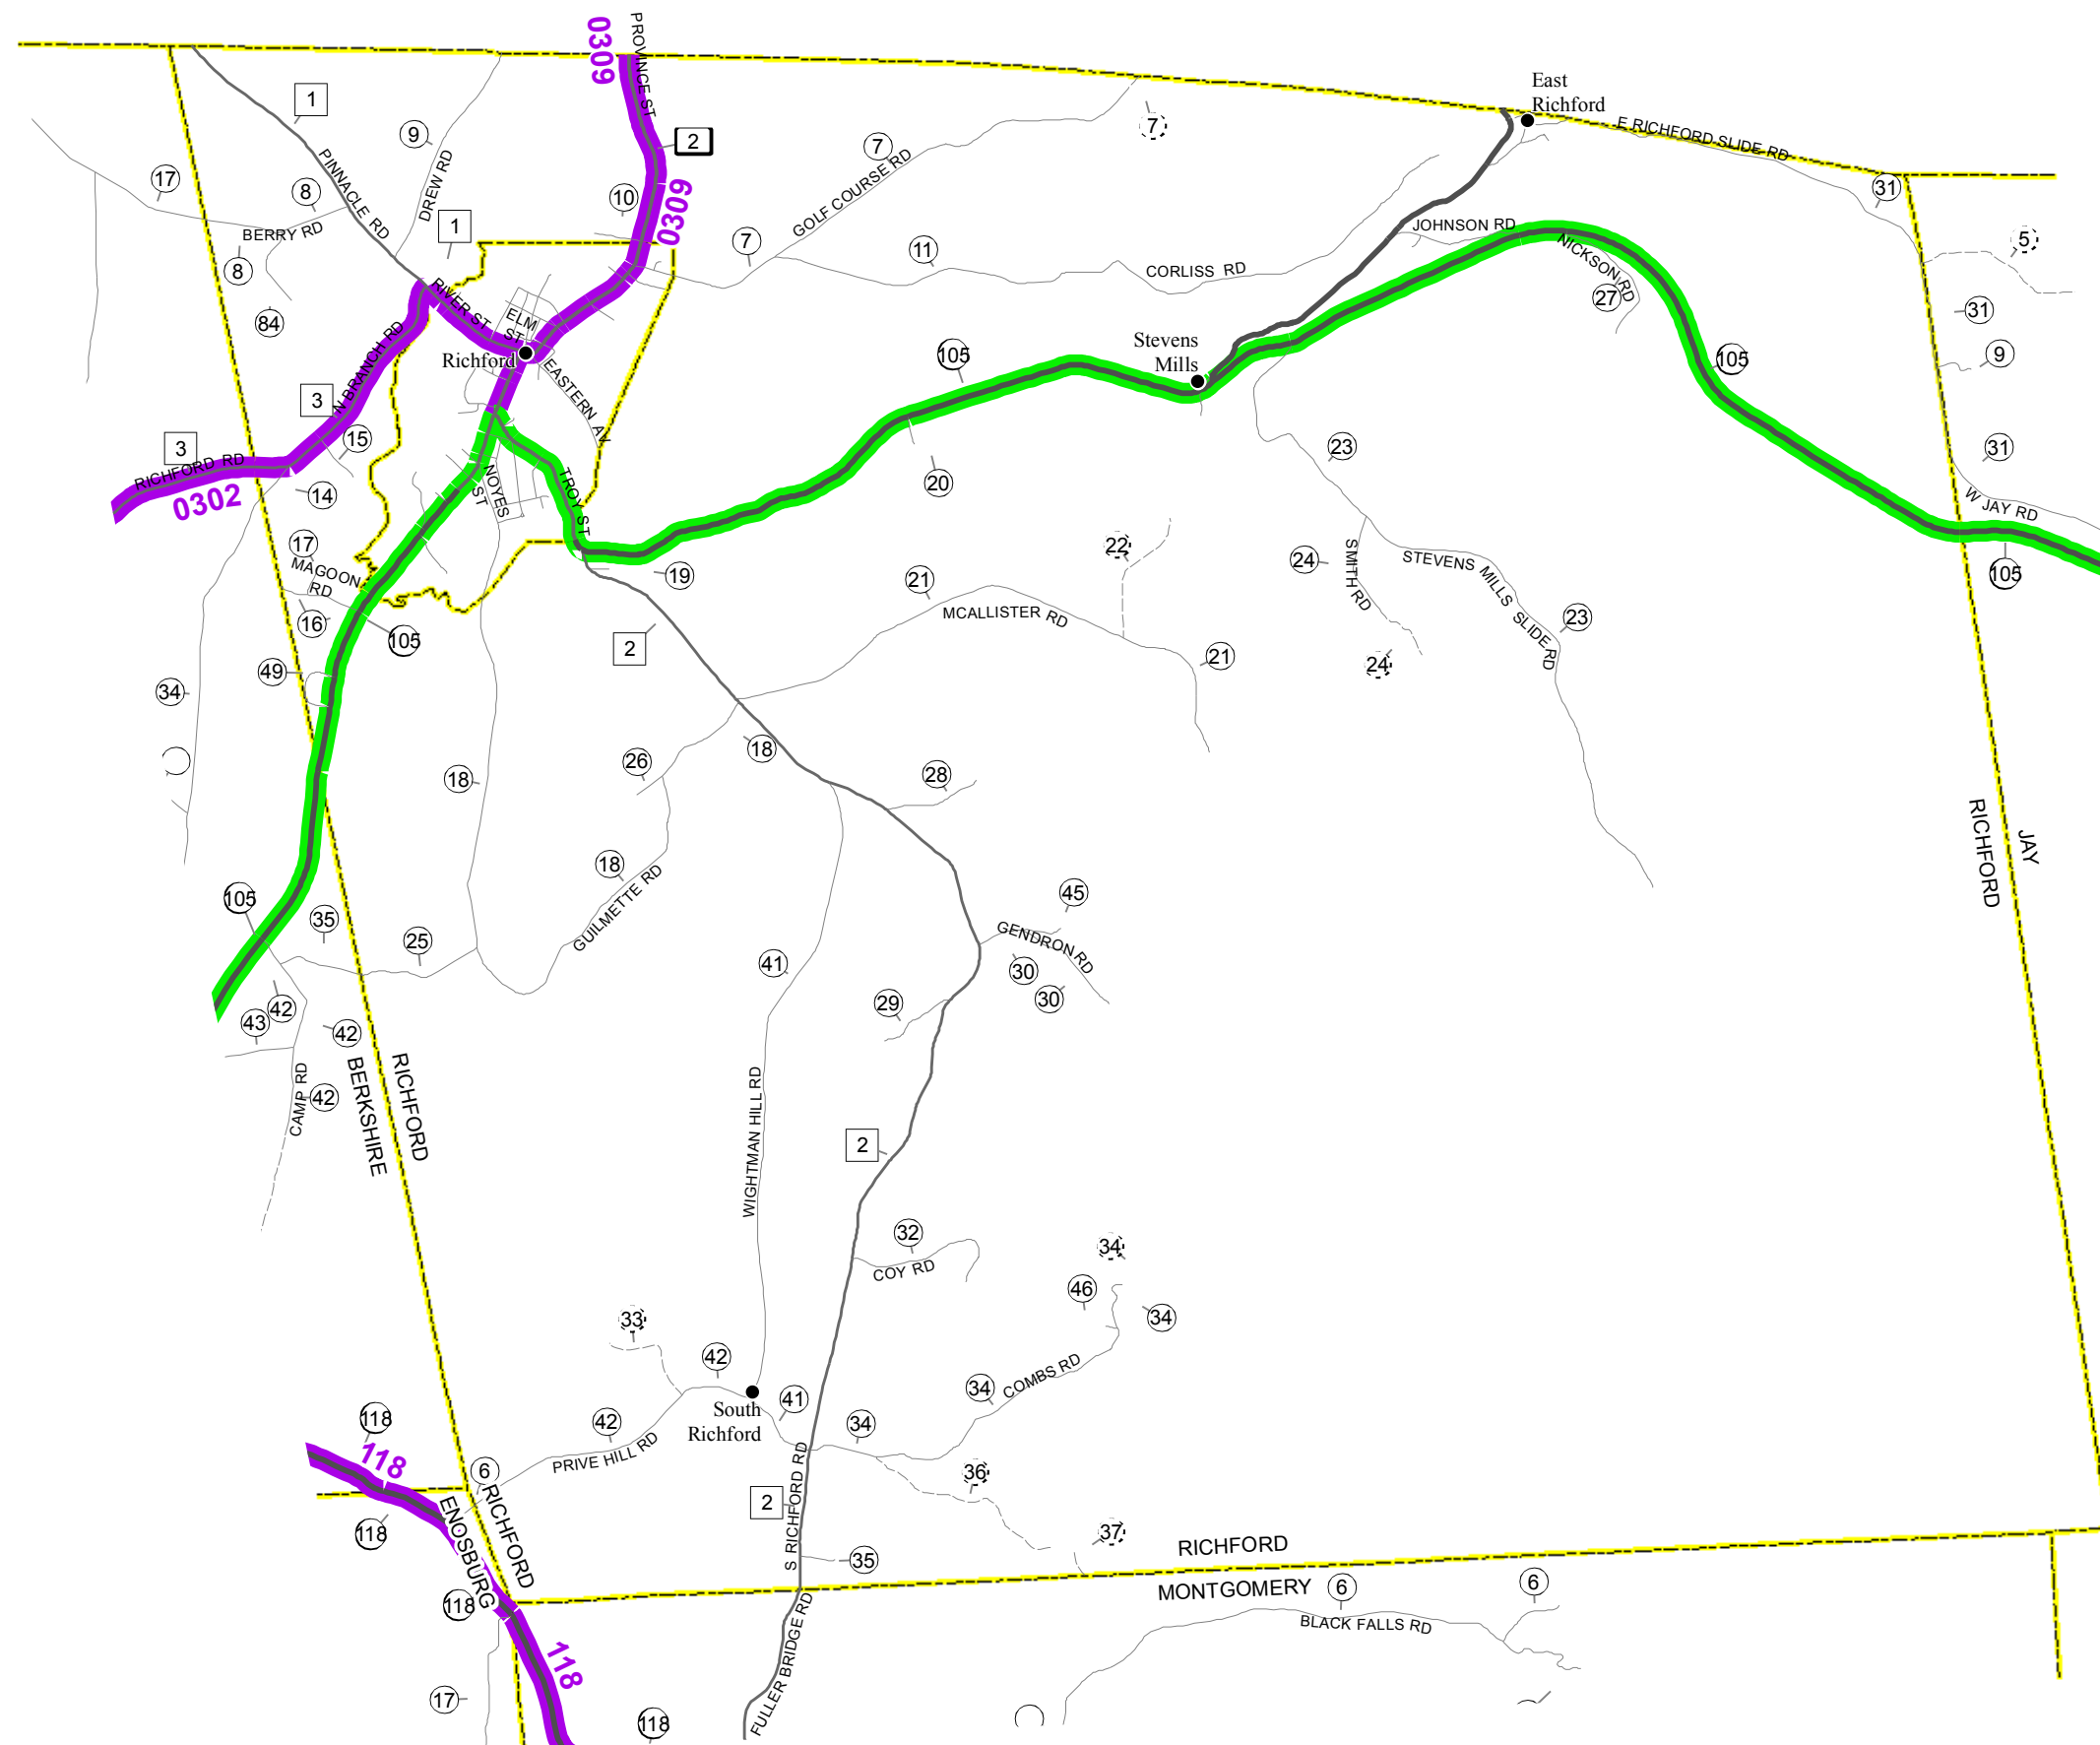 0309
PROVINCE ST
East
Richford
1
E RICHFORD SLIDE RD
9
2
7
7
17
8
PINNACLE RD
DREW RD
10
0309
GOLF COURSE RD
31
BERRY RD
1
7
11
JOHNSON RD
5
8
CORLISS RD
NICKSON RD
27
84
RIVER ST
ELM
ST
31
N BRANCH RD
Richford
EASTERN AV
Stevens
Mills
105
105
9
3
3
15
RICHFORD RD
0302
14
NOYES
ST
TROY ST
20
23
31
W JAY RD
17
MAGOON
RD
16
105
19
22
21
MCALLISTER RD
24
SMITH RD
STEVENS MILLS SLIDE RD
105
2
49
34
21
24
23
18
26
18
28
JAY
RICHFORD
18
GUILMETTE RD
105
35
25
45
GENDRON RD
41
30
30
29
42
43
42
RICHFORD
BERKSHIRE
CAMP RD
42
WIGHTMAN HILL RD
2
32
COY RD
34
46
34
33
42
South
Richford
41
34
COMBS RD
118
118
42
PRIVE HILL RD
34
6
RICHFORD
ENOSBURG
118
36
2
S RICHFORD RD
37
35
RICHFORD
MONTGOMERY
118
6
6
BLACK FALLS RD
118
FULLER BRIDGE RD
17
118